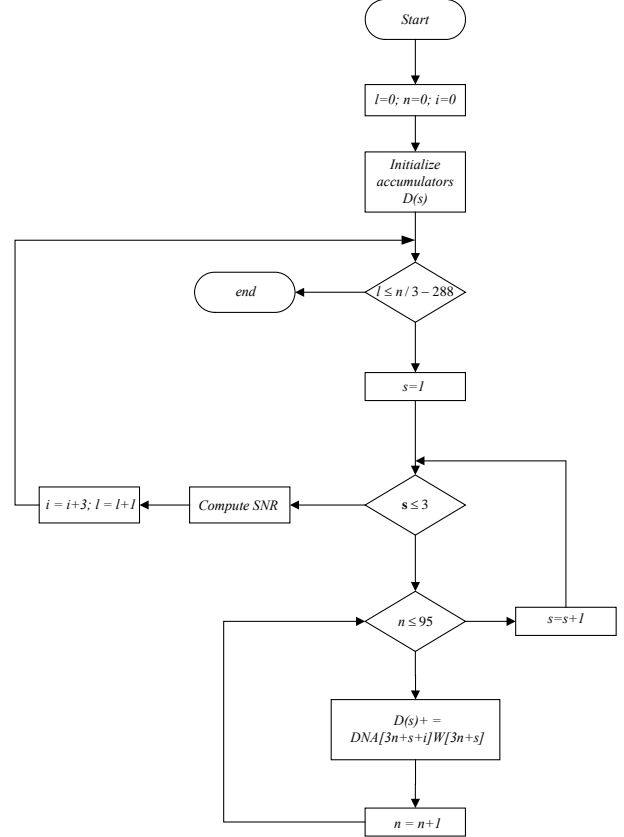 Start
l=0; n=0; i=0
Initialize
accumulators
D(s)
l ≤ n / 3 − 288
end
s=1
s ≤ 3
Compute SNR
i = i+3; l = l+1
n ≤ 95
s=s+1
D(s)+ =
DNA[3n+s+i]W[3n+s]
n = n+1